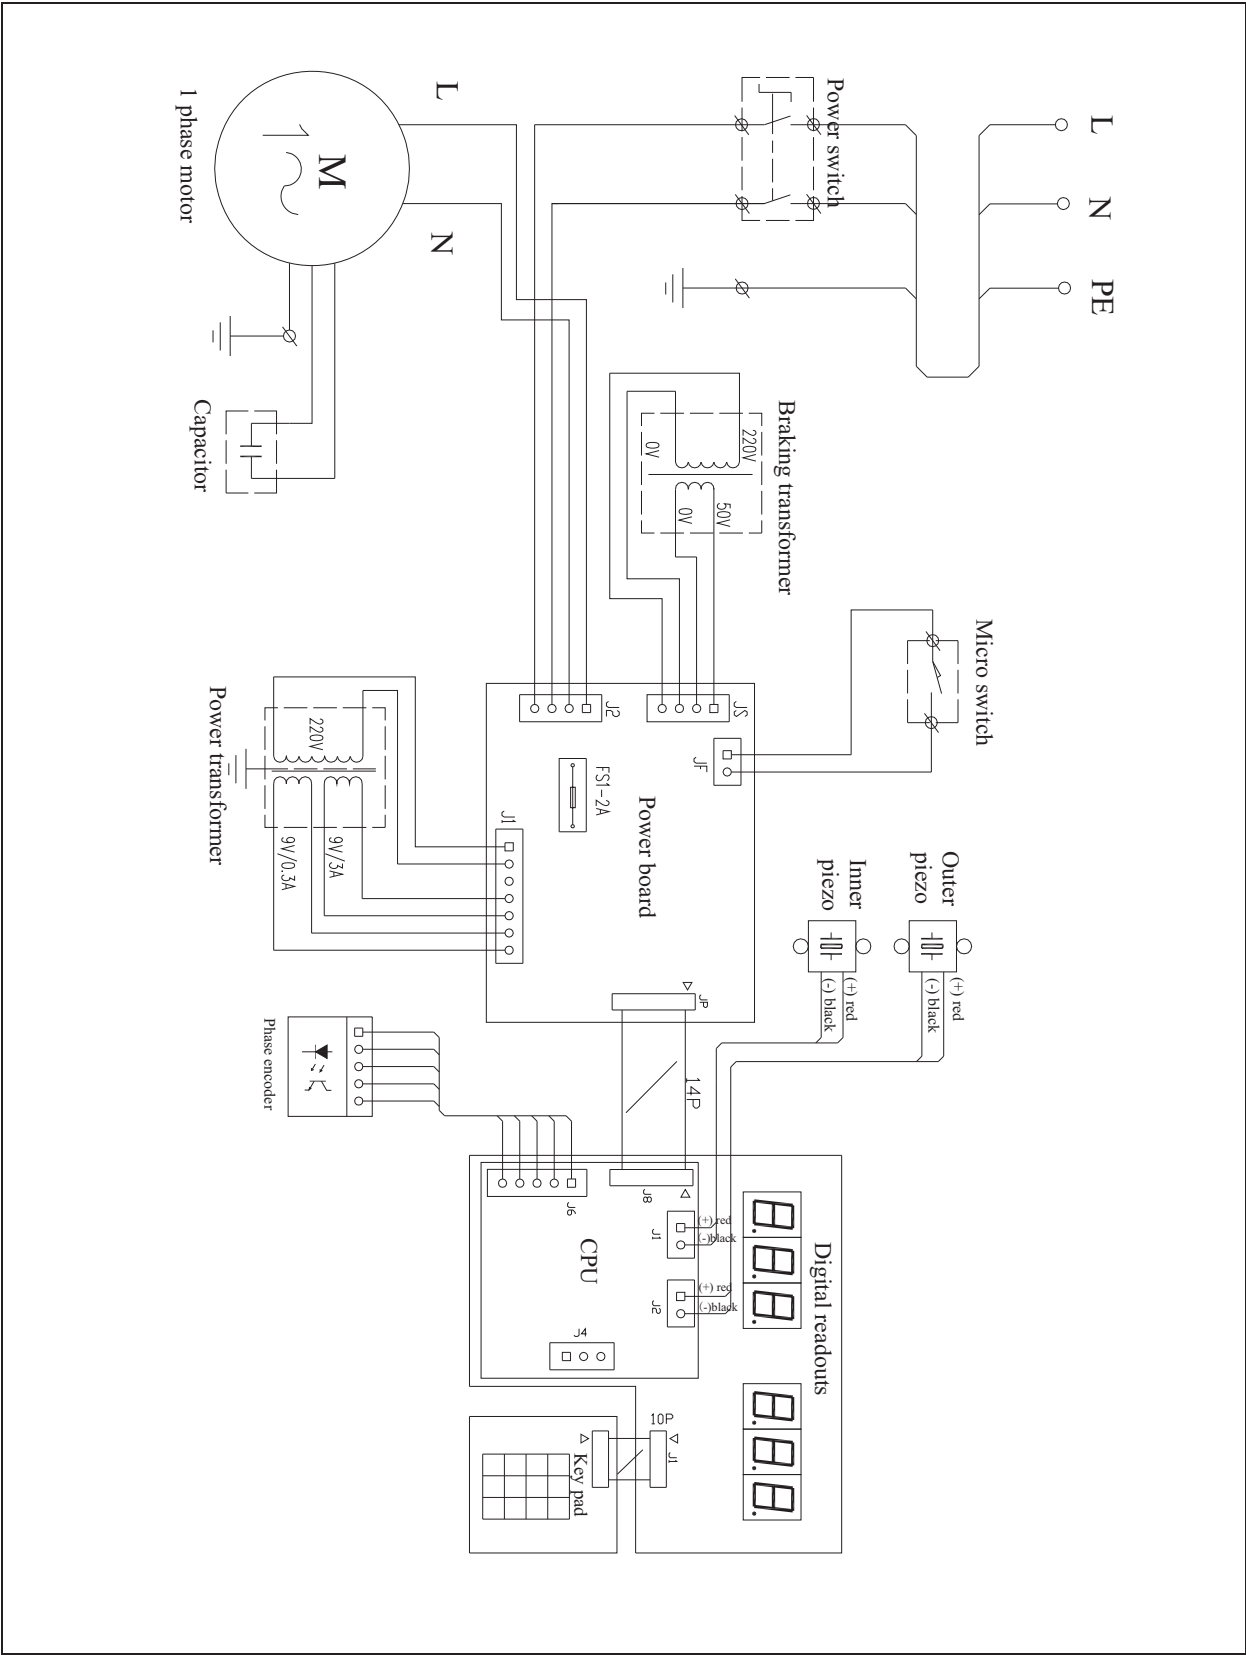 L
N
PE
Power switch
L
N
M
1
1 phase motor
Capacitor
Braking transformer
220V
0V
50V
0V
Micro switch
Power transformer
220V
9V/3A
9V/0.3A
J2
JS
JF
FS1-2A
J1
Power board
JP
Outer
piezo
(+) red
(-) black
Inner
piezo
(+) red
(-) black
14P
Phase encoder
J6
J8
J1
(+) red
(-)black
J2
(+) red
(-)black
CPU
J4
Digital readouts
10P
J1
Key pad